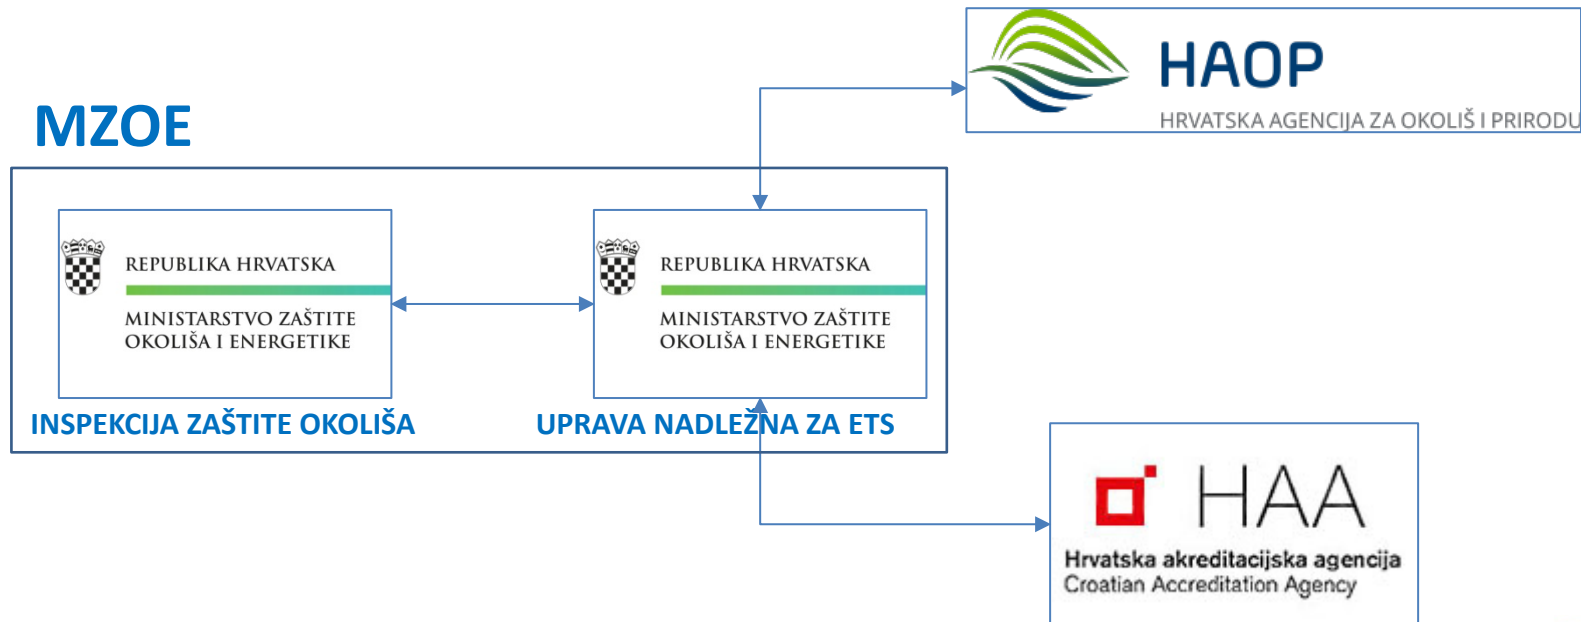 HAOP
HRVATSKA AGENCIJA ZA OKOLIŠ I PRIRODU
MZOE
REPUBLIKA HRVATSKA
MINISTARSTVO ZAŠTITE
OKOLIŠA I ENERGETIKE
INSPEKCIJA ZAŠTITE OKOLIŠA
REPUBLIKA HRVATSKA
MINISTARSTVO ZAŠTITE
OKOLIŠA I ENERGETIKE
UPRAVA NADLEŽNA ZA ETS
HAA
Hrvatska akreditacijska agencija
Croatian Accreditation Agency